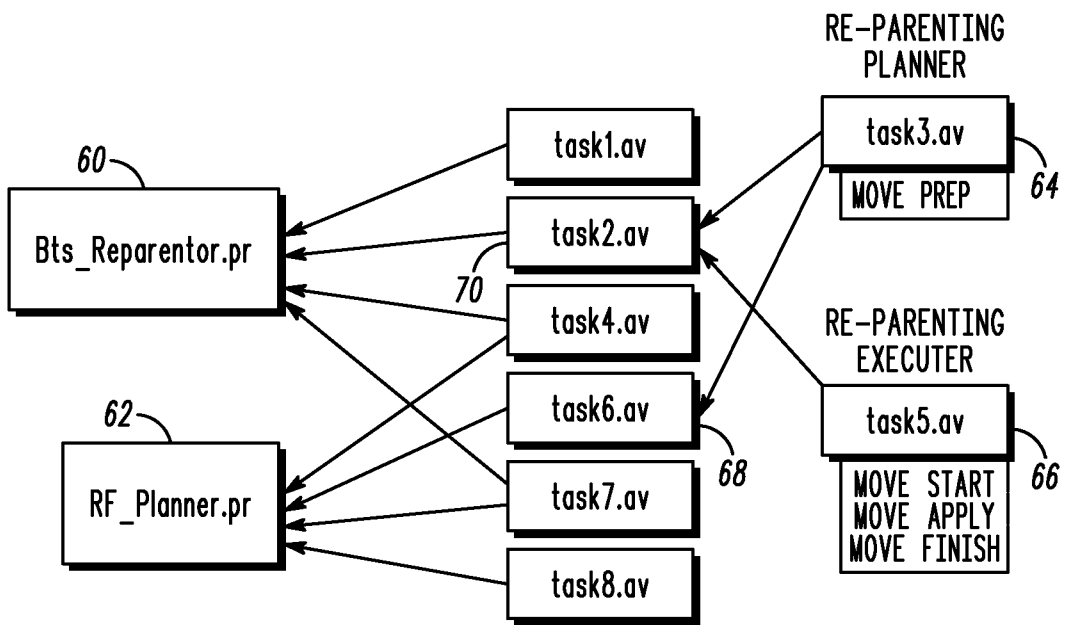 RE-PARENTING
PLANNER
task1.av
task3.av
60
64
MOVE PREP
Bts_Reparentor.pr
task2.av
70
task4.av
RE-PARENTING
EXECUTER
62
task6.av
task5.av
68
66
RF_Planner.pr
task7.av
MOVE START
MOVE APPLY
MOVE FINISH
task8.av